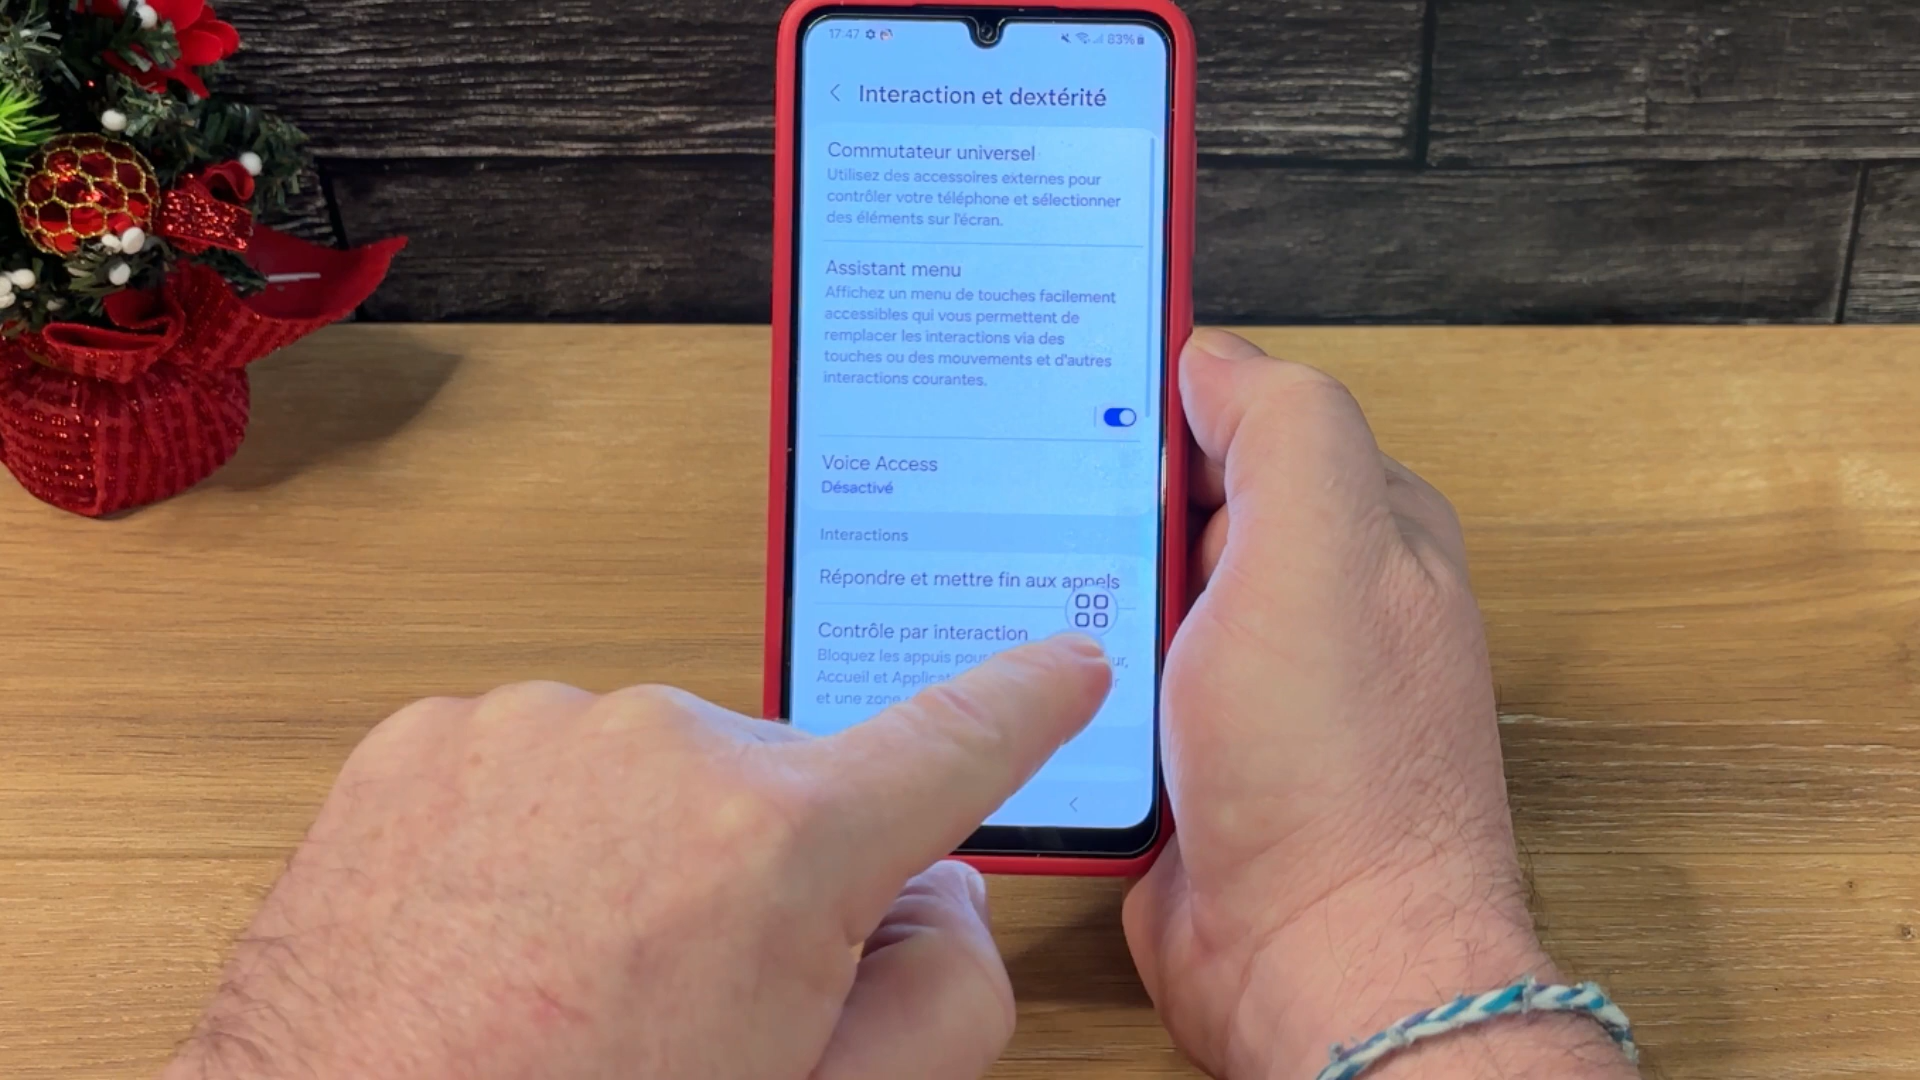 17:47 83%
Interaction et dextérité
Commutateur universel
Utilisez des accessoires externes pour
contrôler votre téléphone et sélectionner
des éléments sur l'écran.
Assistant menu
Affichez un menu de touches facilement
accessibles qui vous permettent de
remplacer les interactions via des
touches ou des mouvements et d'autres
interactions courantes.
Voice Access
Désactivé
Interactions
Répondre et mettre fin aux appels
Contrôle par interaction
Bloquez les appuis
Accueil et
et une zone